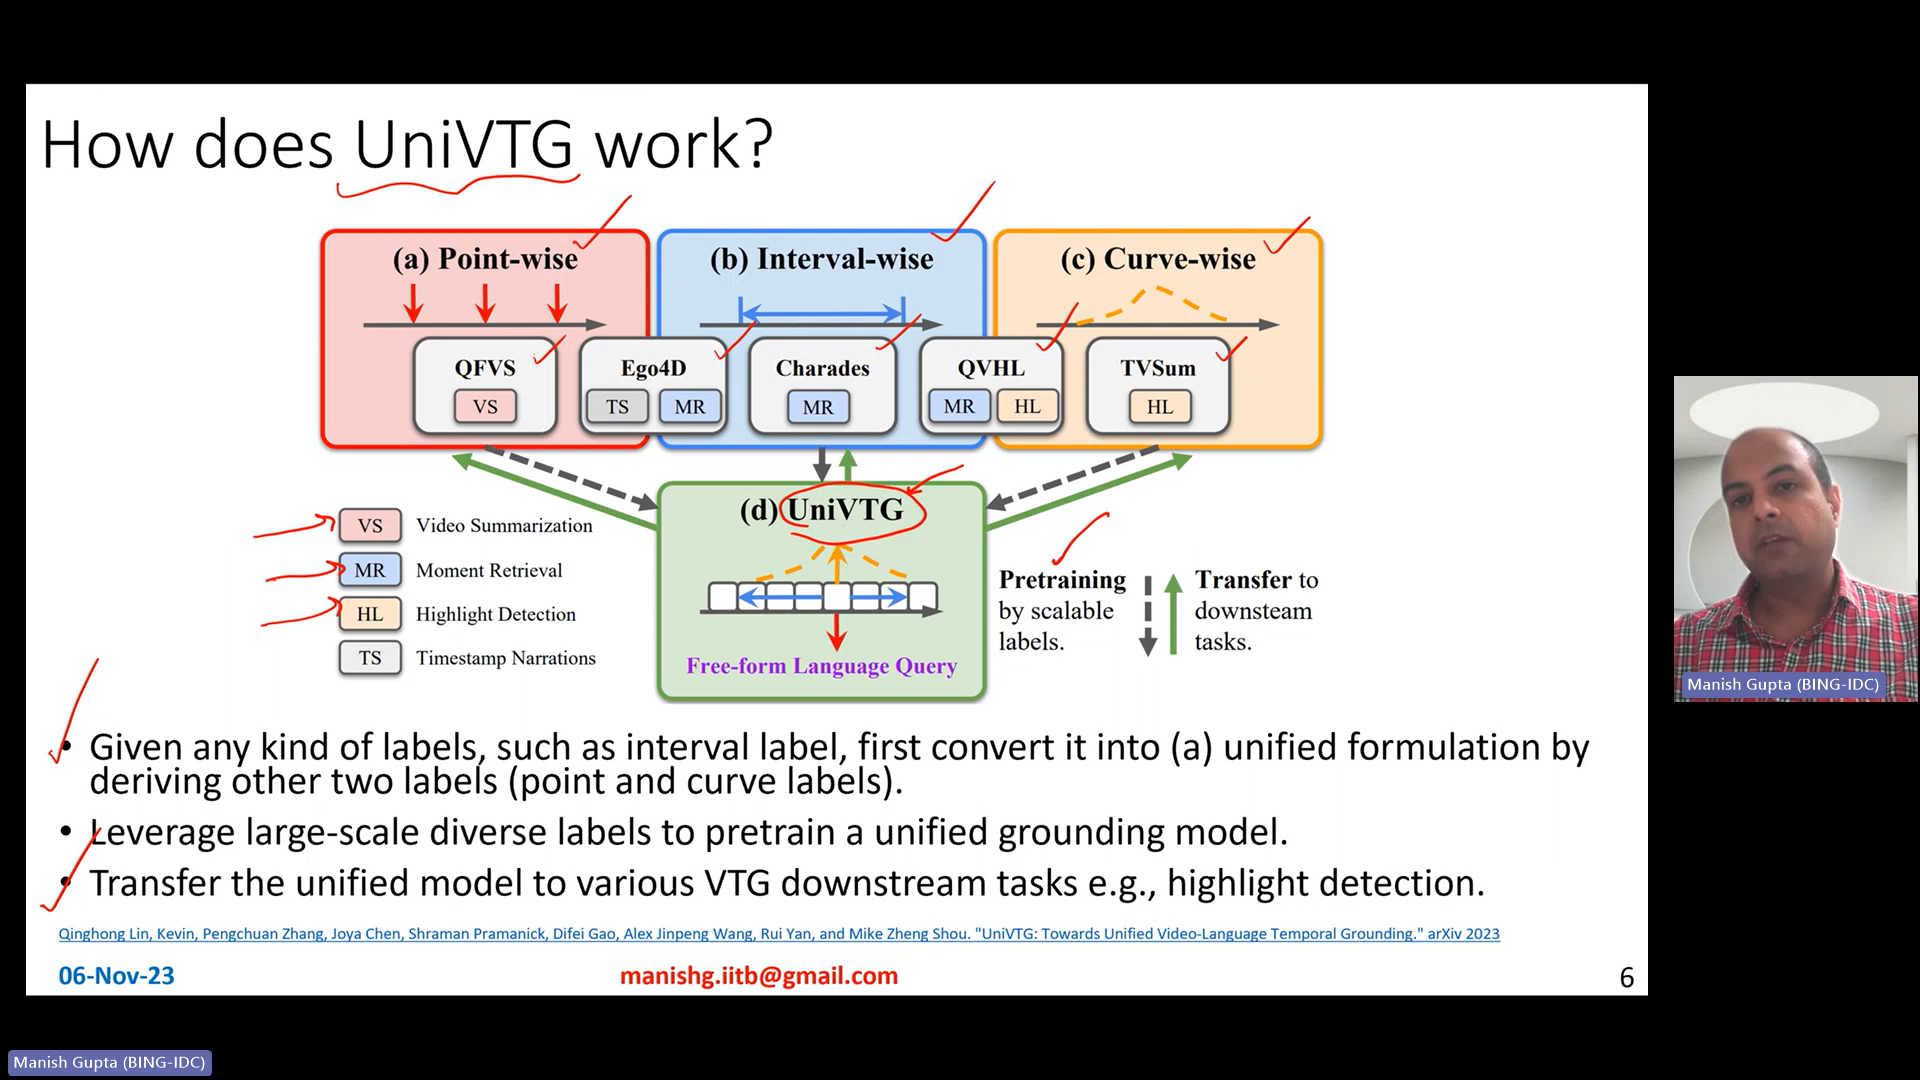 How does UniVTG work?
(a) Point-wise
(b) Interval-wise
(c) Curve-wise
QFVS
VS
Ego4D
TS MR
Charades
MR
QVHL
MR HL
TVSum
HL
VS Video Summarization
MR Moment Retrieval
HL Highlight Detection
TS Timestamp Narrations
(d) UniVTG
Free-form Language Query
Pretraining
by scalable
labels.
Transfer to
downsteam
tasks.
• Given any kind of labels, such as interval label, first convert it into (a) unified formulation by
deriving other two labels (point and curve labels).
• Leverage large-scale diverse labels to pretrain a unified grounding model.
• Transfer the unified model to various VTG downstream tasks e.g., highlight detection.
Qinghong Lin, Kevin, Pengchuan Zhang, Joya Chen, Shraman Pramanick, Difei Gao, Alex Jinpeng Wang, Rui Yan, and Mike Zheng Shou. "UniVTG: Towards Unified Video-Language Temporal Grounding." arXiv 2023
06-Nov-23
manishg.iitb@gmail.com
6
Manish Gupta (BING-IDC)
Manish Gupta (BING-IDC)